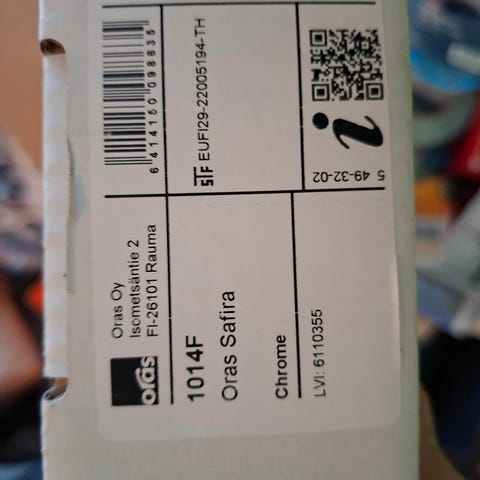 oras
Oras Oy
Isometsäntie 2
FI-26101 Rauma
6 414150 098835
1014F
Oras Safira
STF EUFI29-22005194-TH
Chrome
LVI: 6110355
i
5 49-32-02